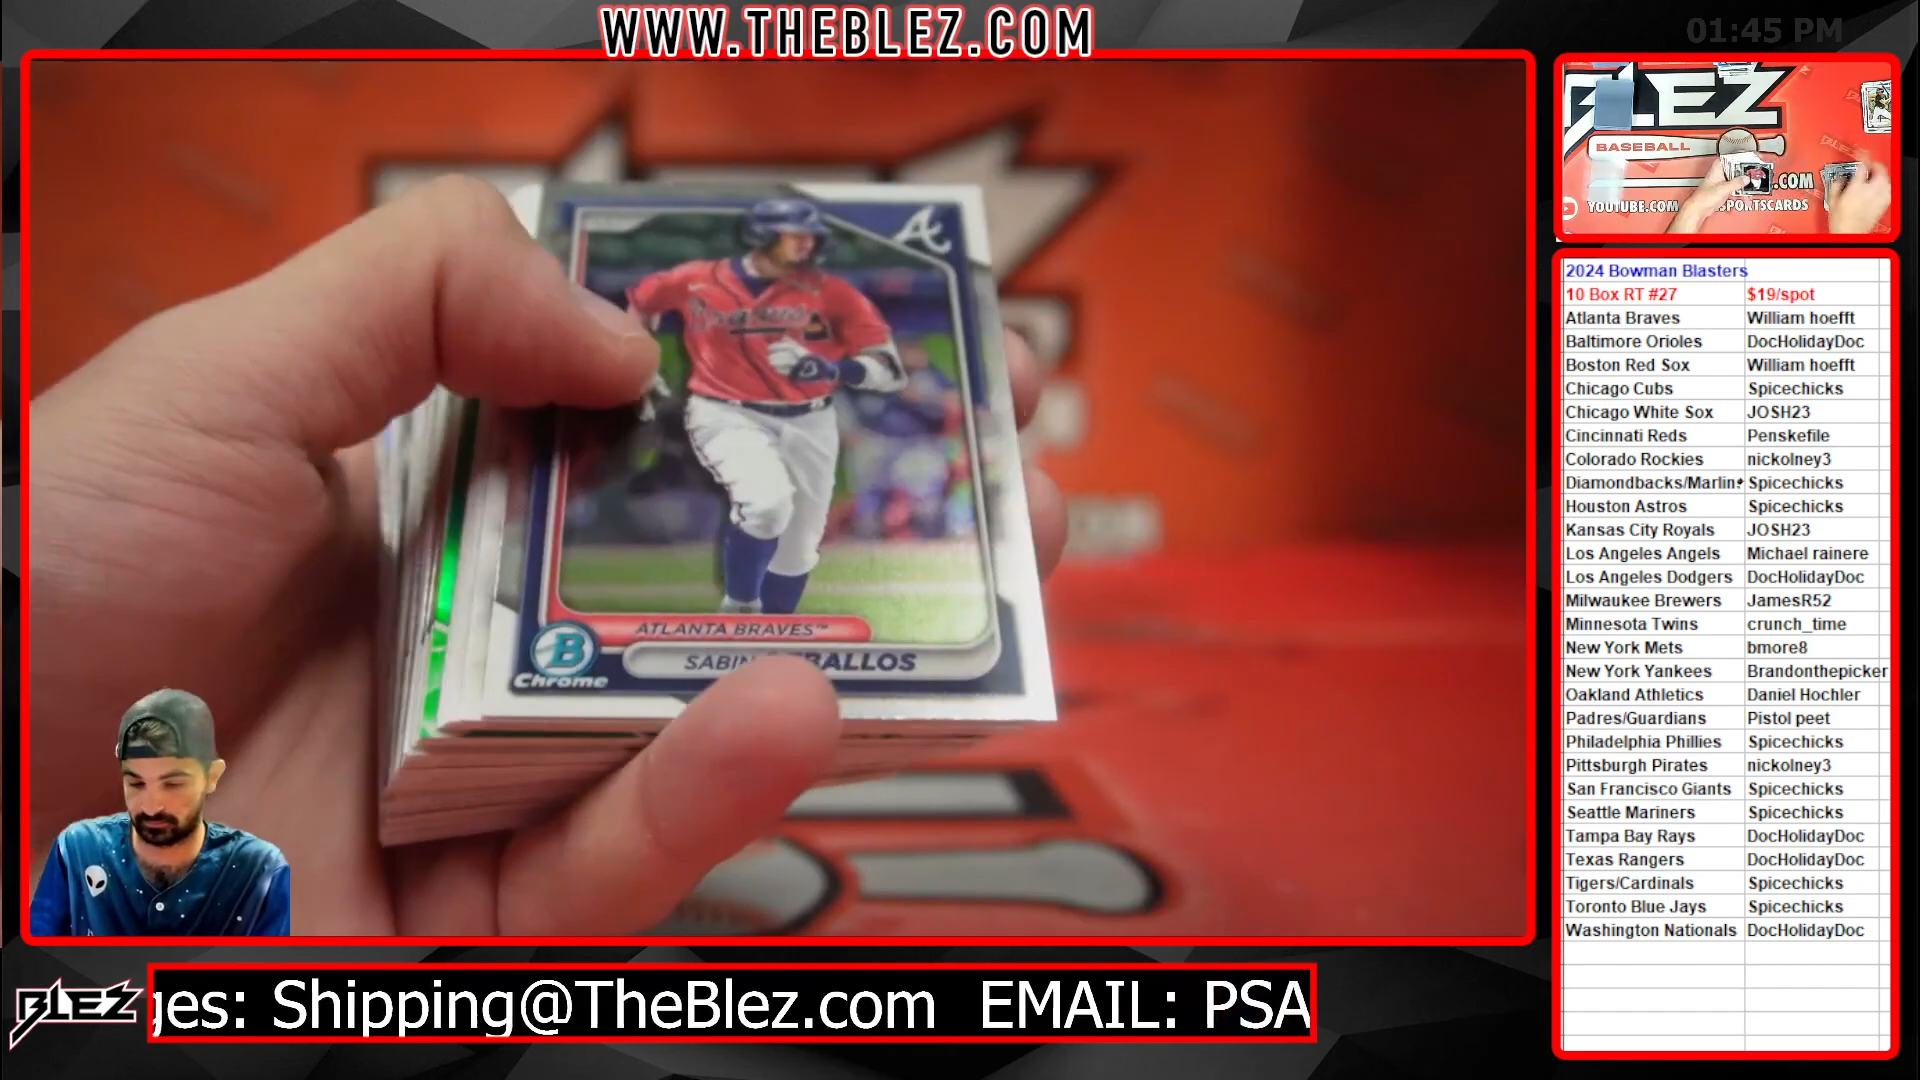 WWW.THEBLEZ.COM
01:45 PM
Braves
A
ATLANTA BRAVES™
SABIN BALLOS
B
Chrome
BLEZ
BASEBALL
.COM
YOUTUBE.COM SPORTSCARDS
2024 Bowman Blasters
10 Box RT #27 $19/spot
Atlanta Braves William hoefft
Baltimore Orioles DocHolidayDoc
Boston Red Sox William hoefft
Chicago Cubs Spicechicks
Chicago White Sox JOSH23
Cincinnati Reds Penskefile
Colorado Rockies nickolney3
Diamondbacks/Marlin Spicechicks
Houston Astros Spicechicks
Kansas City Royals JOSH23
Los Angeles Angels Michael rainere
Los Angeles Dodgers DocHolidayDoc
Milwaukee Brewers JamesR52
Minnesota Twins crunch_time
New York Mets bmore8
New York Yankees Brandonthepicker
Oakland Athletics Daniel Hochler
Padres/Guardians Pistol peet
Philadelphia Phillies Spicechicks
Pittsburgh Pirates nickolney3
San Francisco Giants Spicechicks
Seattle Mariners Spicechicks
Tampa Bay Rays DocHolidayDoc
Texas Rangers DocHolidayDoc
Tigers/Cardinals Spicechicks
Toronto Blue Jays Spicechicks
Washington Nationals DocHolidayDoc
BLEZ
ges: Shipping@TheBlez.com EMAIL: PSA